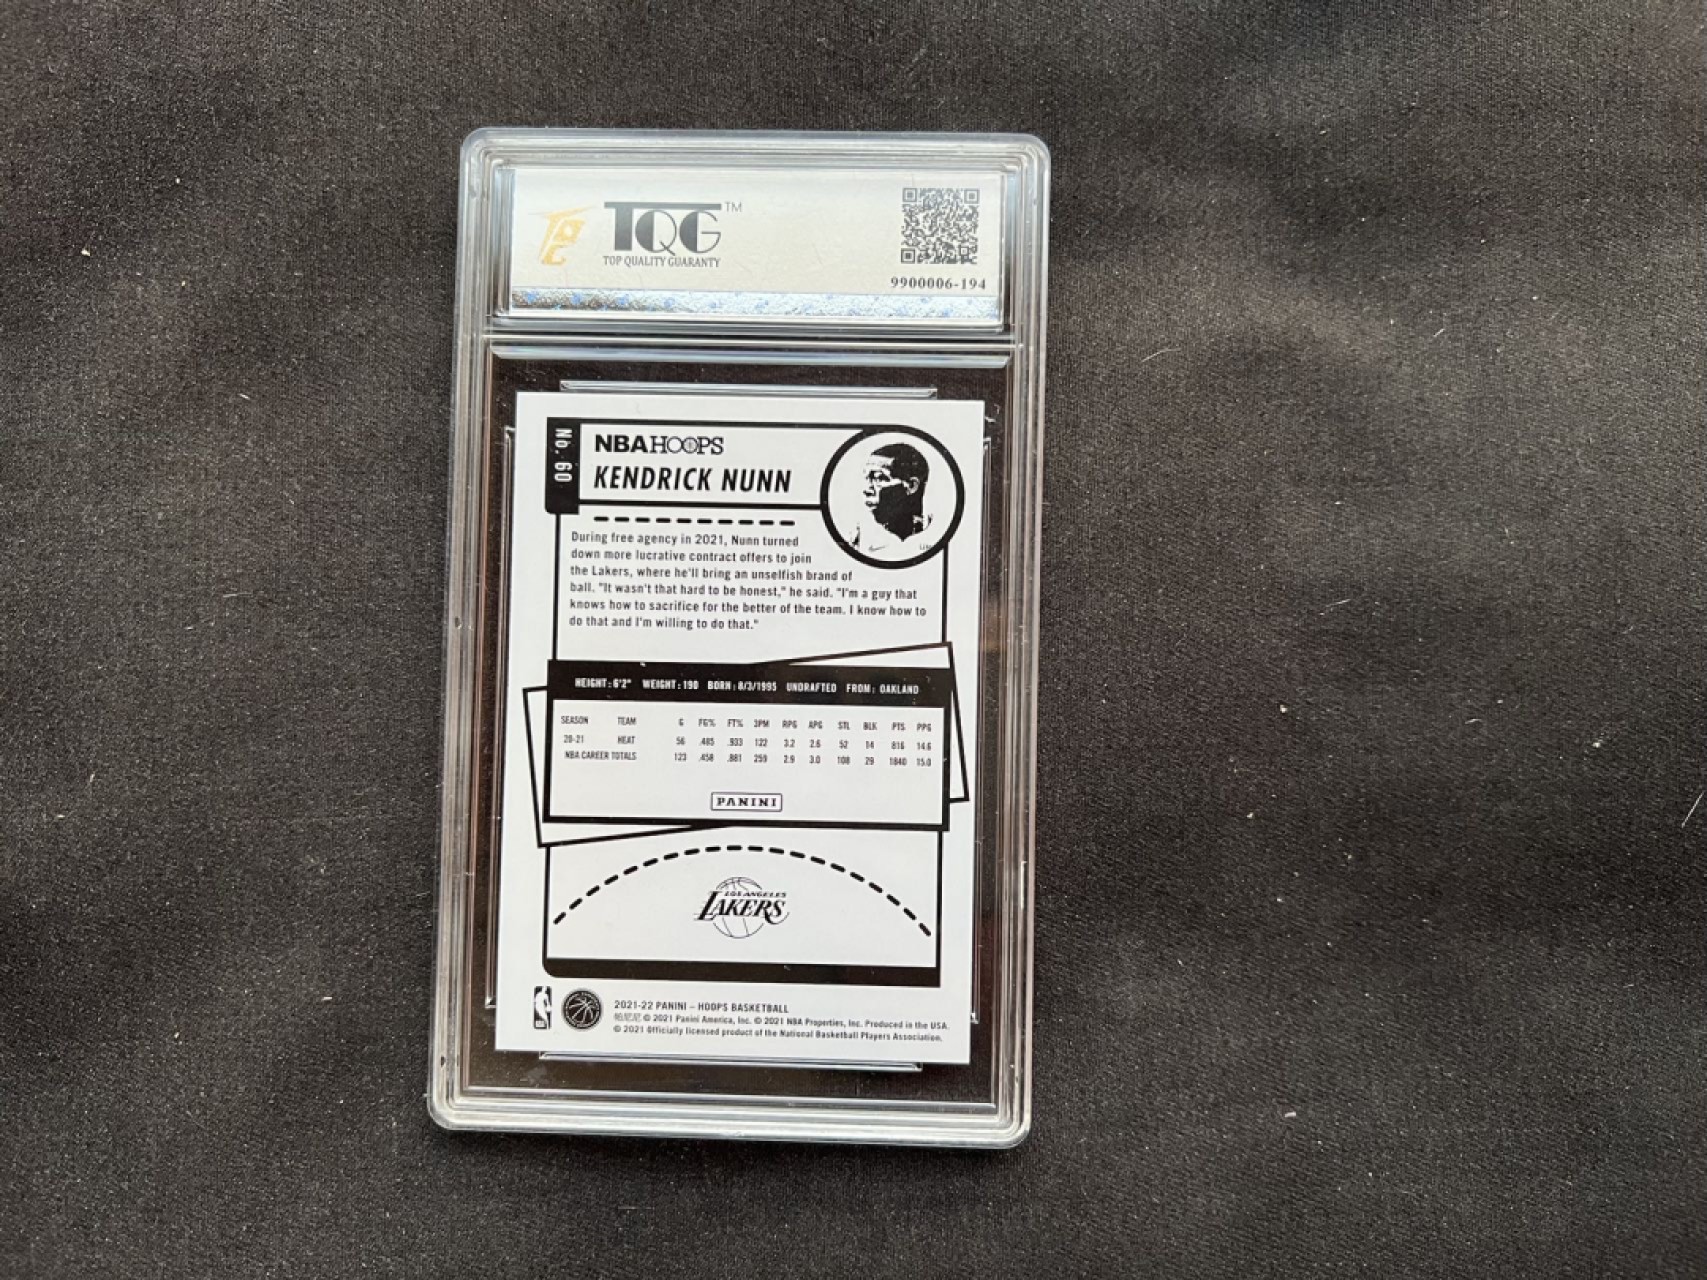 TQG™
TOP QUALITY GUARANTY
9900006-194
No. 60
NBA HOOPS
KENDRICK NUNN
During free agency in 2021, Nunn turned
down more lucrative contract offers to join
the Lakers, where he'll bring an unselfish brand of
ball. "It wasn't that hard to be honest," he said. "I'm a guy that
knows how to sacrifice for the better of the team. I know how to
do that and I'm willing to do that."
HEIGHT: 6'2" WEIGHT: 190 BORN: 8/3/1995 UNDRAFTED FROM: OAKLAND
SEASON TEAM G FG% FT% 3PM RPG APG STL BLK PTS PPG
20-21 HEAT 56 .485 .933 122 3.2 2.6 52 14 816 14.6
NBA CAREER TOTALS 123 .458 .881 259 2.9 3.0 108 29 1840 15.0
PANINI
LOS ANGELES
LAKERS
2021-22 PANINI – HOOPS BASKETBALL
帕尼尼 © 2021 Panini America, Inc. © 2021 NBA Properties, Inc. Produced in the USA.
© 2021 Officially licensed product of the National Basketball Players Association.